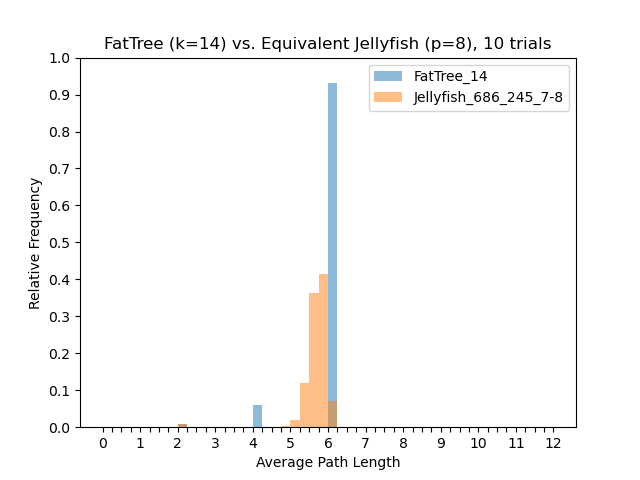 FatTree (k=14) vs. Equivalent Jellyfish (p=8), 10 trials
FatTree_14
Jellyfish_686_245_7-8
1.0
0.9
0.8
0.7
0.6
0.5
0.4
0.3
0.2
0.1
0.0
Relative Frequency
0 1 2 3 4 5 6 7 8 9 10 11 12
Average Path Length